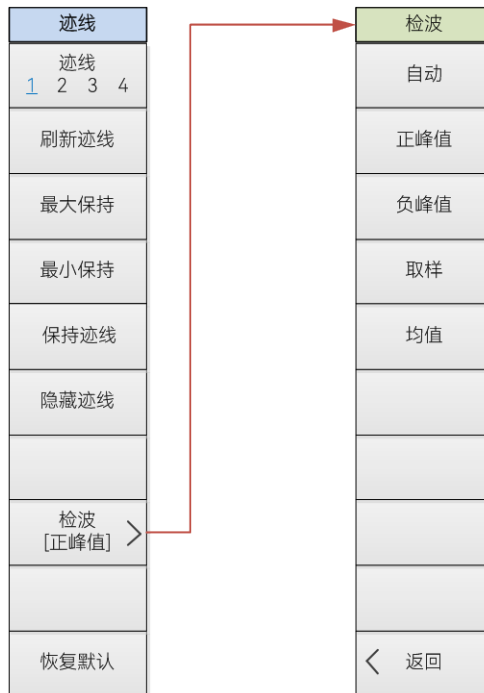 迹线
迹线
1 2 3 4
刷新迹线
最大保持
最小保持
保持迹线
隐藏迹线
检波
[正峰值]
恢复默认
检波
自动
正峰值
负峰值
取样
均值
返回